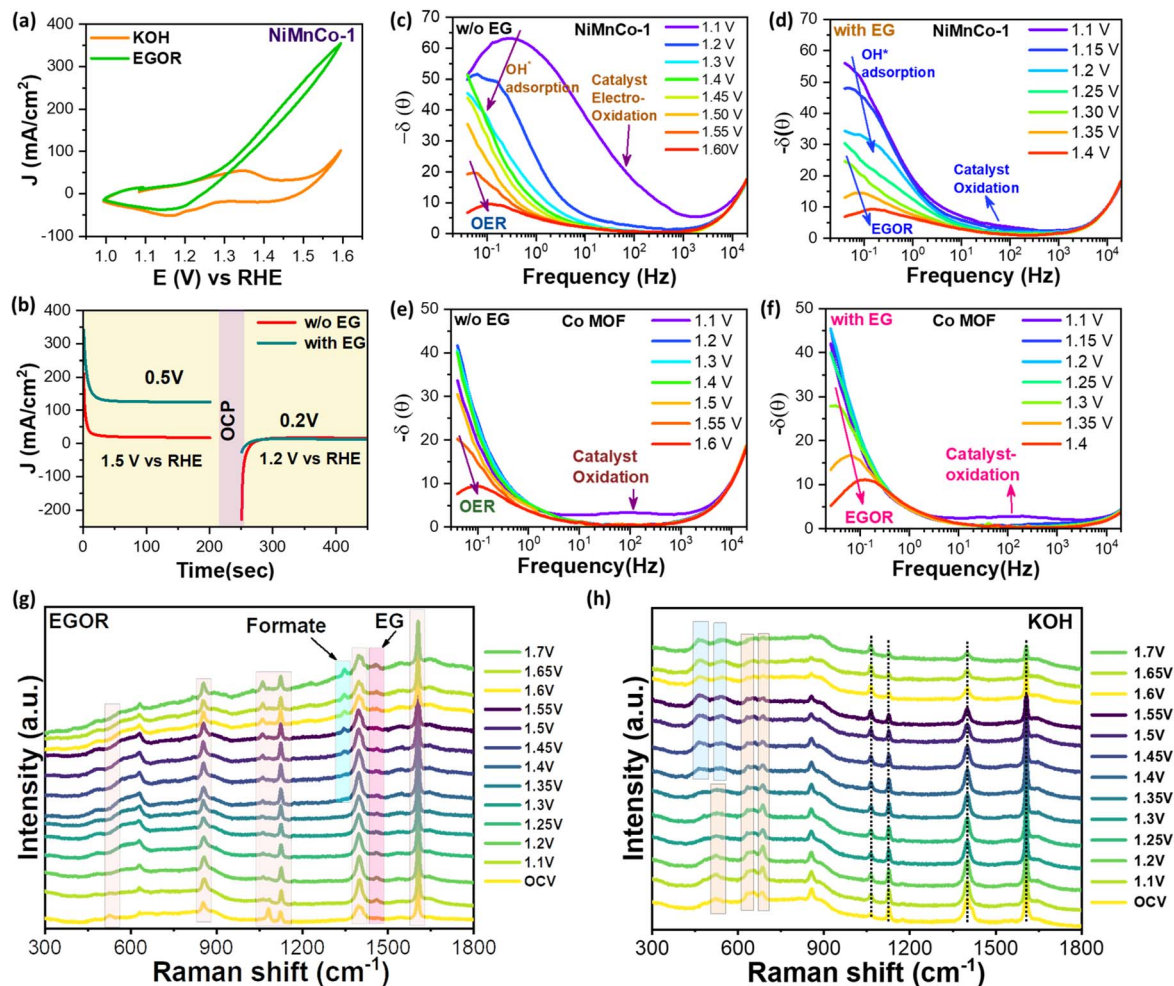 (a)
KOH
EGOR
NiMnCo-1
J (mA/cm²)
400
300
200
100
0
-100
1.0
1.1
1.2
1.3
1.4
1.5
1.6
E (V) vs RHE
(b)
w/o EG
with EG
0.5V
OCP
0.2V
1.5 V vs RHE
1.2 V vs RHE
J (mA/cm²)
400
300
200
100
0
-100
-200
0
100
200
300
400
Time(sec)
(c)
w/o EG
NiMnCo-1
OH*
adsorption
Catalyst
Electro-
Oxidation
OER
1.1 V
1.2 V
1.3 V
1.4 V
1.45 V
1.50 V
1.55 V
1.60V
−δ (θ)
70
60
50
40
30
20
10
0
10⁻¹
10⁰
10¹
10²
10³
10⁴
Frequency (Hz)
(d)
with EG
NiMnCo-1
OH*
adsorption
Catalyst
Oxidation
EGOR
1.1 V
1.15 V
1.2 V
1.25 V
1.30 V
1.35 V
1.4 V
-δ(θ)
70
60
50
40
30
20
10
0
10⁻¹
10⁰
10¹
10²
10³
10⁴
Frequency (Hz)
(e)
w/o EG
Co MOF
Catalyst
Oxidation
OER
1.1 V
1.2 V
1.3 V
1.4 V
1.5 V
1.55 V
1.6 V
-δ(θ)
50
40
30
20
10
0
10⁻¹
10⁰
10¹
10²
10³
10⁴
Frequency(Hz)
(f)
with EG
Co MOF
Catalyst-
oxidation
EGOR
1.1 V
1.15 V
1.2 V
1.25 V
1.3 V
1.35 V
1.4
-δ(θ)
50
40
30
20
10
0
10⁻¹
10⁰
10¹
10²
10³
10⁴
Frequency(Hz)
(g)
EGOR
Formate
EG
1.7V
1.65V
1.6V
1.55V
1.5V
1.45V
1.4V
1.35V
1.3V
1.25V
1.2V
1.1V
OCV
Intensity (a.u.)
300
600
900
1200
1500
1800
Raman shift (cm⁻¹)
(h)
KOH
1.7V
1.65V
1.6V
1.55V
1.5V
1.45V
1.4V
1.35V
1.3V
1.25V
1.2V
1.1V
OCV
Intensity (a.u.)
300
600
900
1200
1500
1800
Raman shift (cm⁻¹)